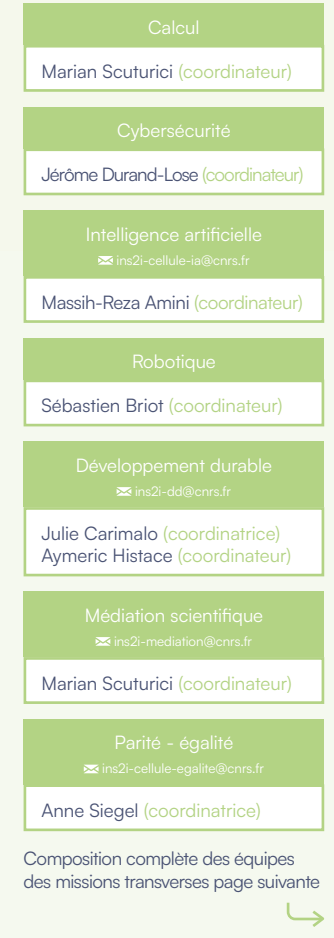 Calcul
Marian Scuturici (coordinateur)
Cybersécurité
Jérôme Durand-Lose (coordinateur)
Intelligence artificielle
ins2i-cellule-ia@cnrs.fr
Massih-Reza Amini (coordinateur)
Robotique
Sébastien Briot (coordinateur)
Développement durable
ins2i-dd@cnrs.fr
Julie Carimalo (coordinatrice)
Aymeric Histace (coordinateur)
Médiation scientifique
ins2i-mediation@cnrs.fr
Marian Scuturici (coordinateur)
Parité - égalité
ins2i-cellule-egalite@cnrs.fr
Anne Siegel (coordinatrice)
Composition complète des équipes
des missions transverses page suivante